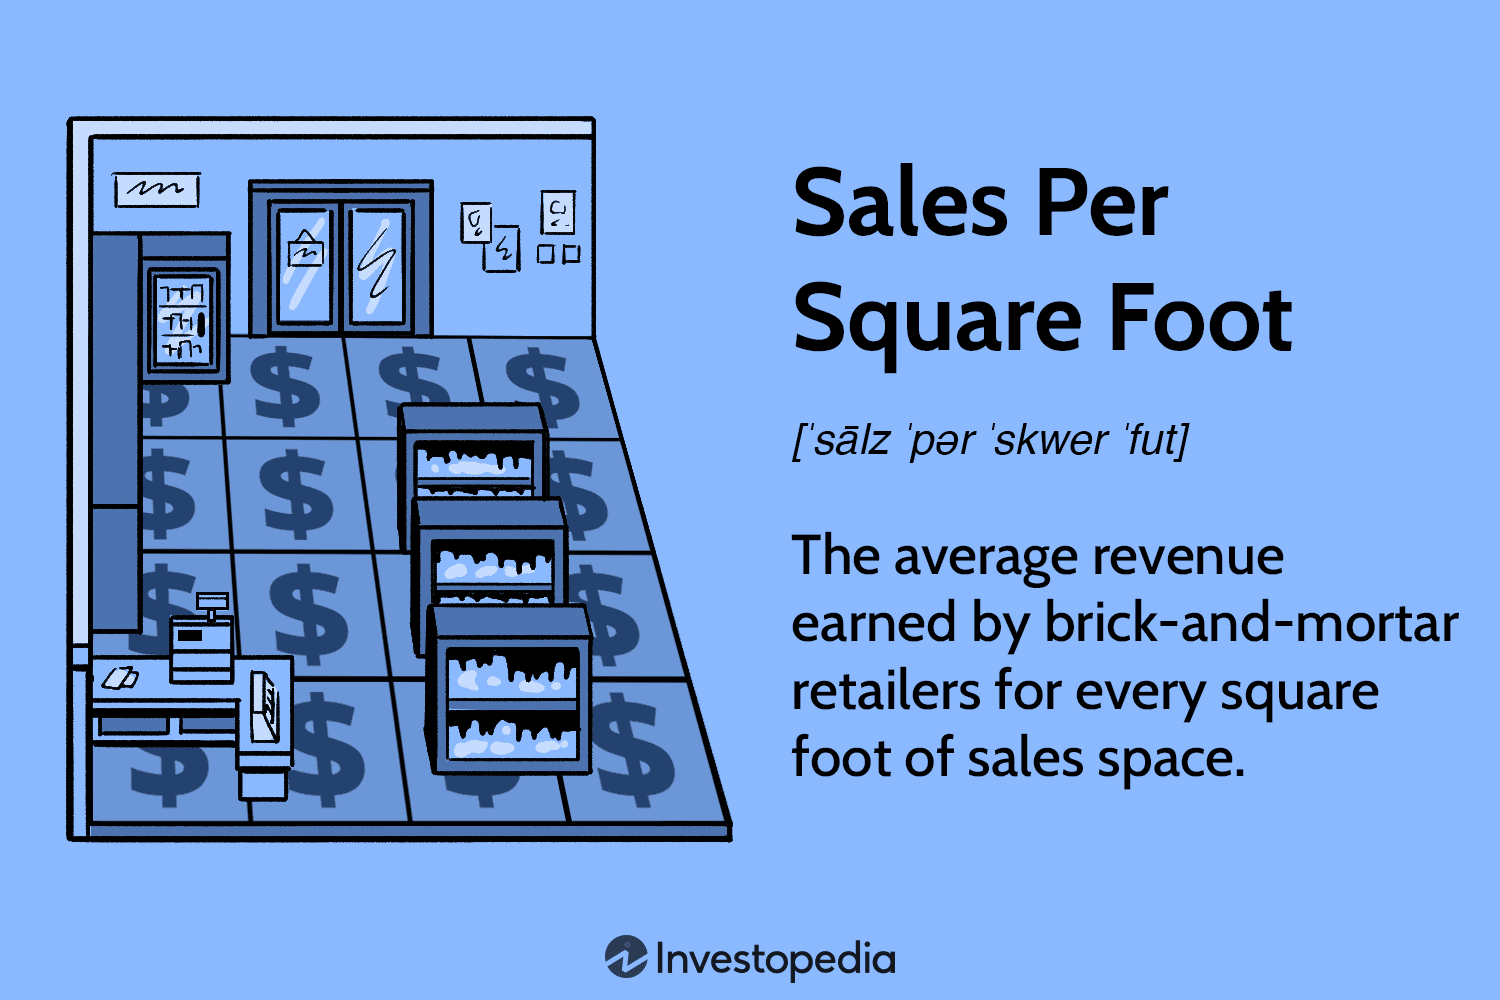 Sales Per
Square Foot
[ˈsālz ˈpər ˈskwer ˈfut]
The average revenue
earned by brick-and-mortar
retailers for every square
foot of sales space.
$ $ $ $
$ $ $
$ $ $
$ $ $ $
Investopedia